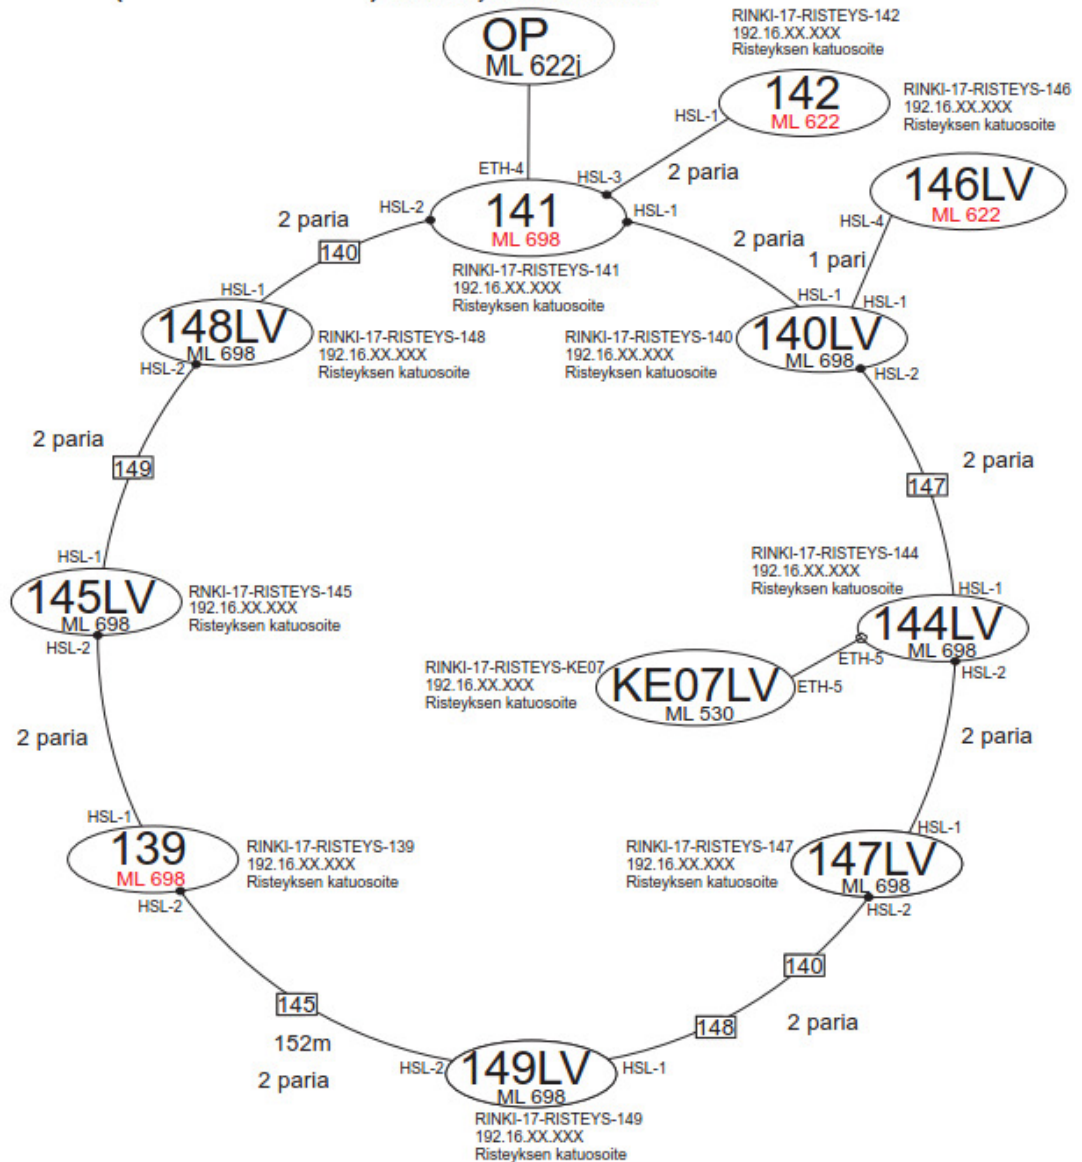 OP
ML 622i
RINKI-17-RISTEYS-142
192.16.XX.XXX
Risteyksen katuosoite
142
ML 622
HSL-1
RINKI-17-RISTEYS-146
192.16.XX.XXX
Risteyksen katuosoite
2 paria
146LV
ML 622
HSL-4
ETH-4
HSL-3
HSL-2
HSL-1
141
ML 698
RINKI-17-RISTEYS-141
192.16.XX.XXX
Risteyksen katuosoite
2 paria
140
2 paria
1 pari
HSL-1
148LV
ML 698
HSL-2
RINKI-17-RISTEYS-148
192.16.XX.XXX
Risteyksen katuosoite
RINKI-17-RISTEYS-140
192.16.XX.XXX
Risteyksen katuosoite
HSL-1
HSL-1
140LV
ML 698
HSL-2
2 paria
149
2 paria
147
HSL-1
145LV
ML 698
HSL-2
RNKI-17-RISTEYS-145
192.16.XX.XXX
Risteyksen katuosoite
RINKI-17-RISTEYS-144
192.16.XX.XXX
Risteyksen katuosoite
HSL-1
144LV
ML 698
ETH-5
HSL-2
RINKI-17-RISTEYS-KE07
192.16.XX.XXX
Risteyksen katuosoite
KE07LV
ML 530
ETH-5
2 paria
2 paria
HSL-1
139
ML 698
HSL-2
RINKI-17-RISTEYS-139
192.16.XX.XXX
Risteyksen katuosoite
RINKI-17-RISTEYS-147
192.16.XX.XXX
Risteyksen katuosoite
HSL-1
147LV
ML 698
HSL-2
140
145
148
2 paria
152m
2 paria
HSL-2
149LV
ML 698
HSL-1
RINKI-17-RISTEYS-149
192.16.XX.XXX
Risteyksen katuosoite